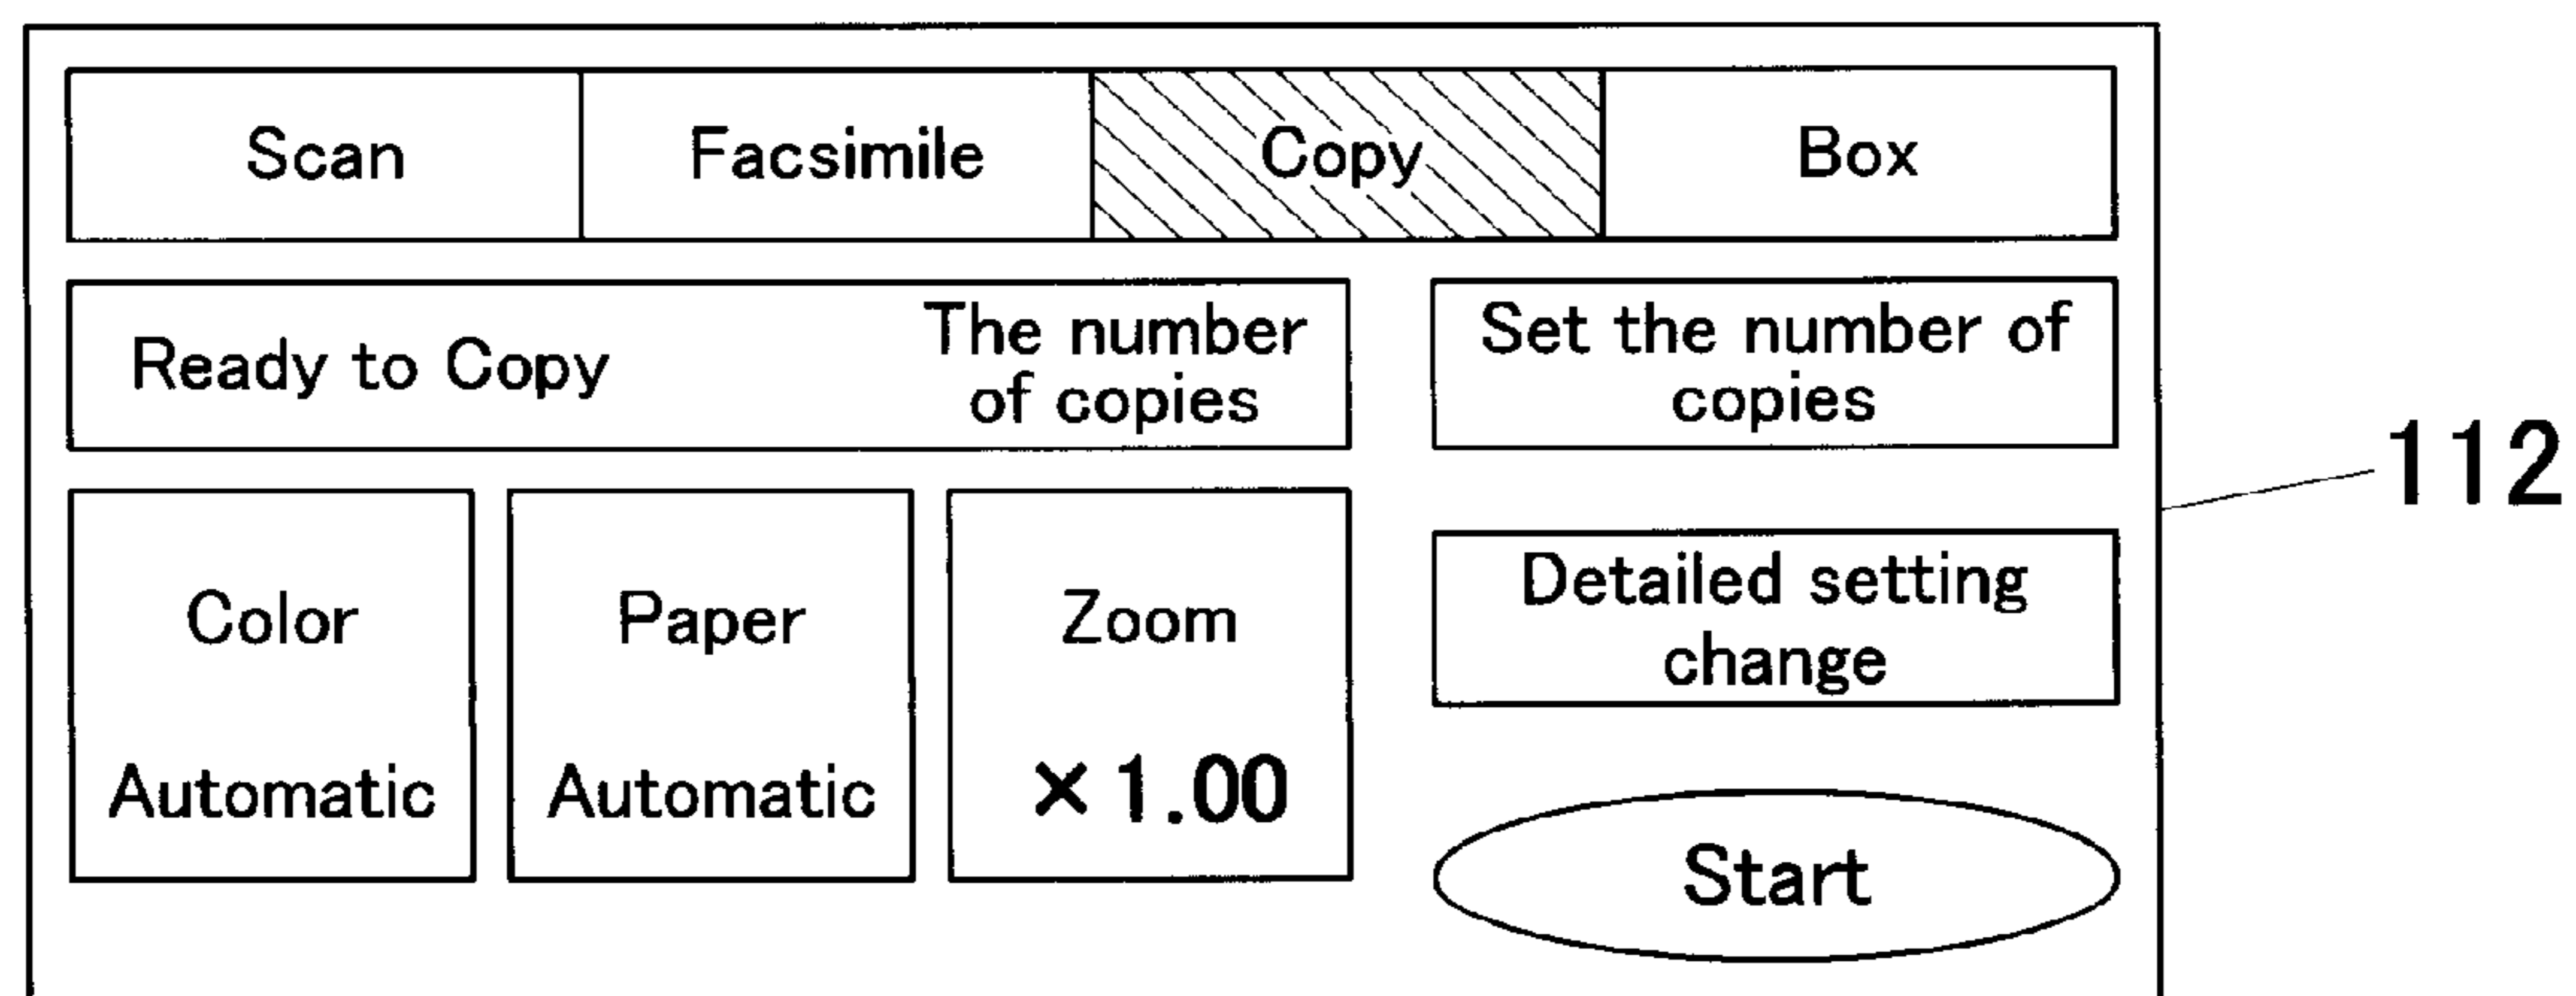 Scan
Facsimile
Copy
Box
Ready to Copy
The number
of copies
Set the number of
copies
112
Color
Automatic
Paper
Automatic
Zoom
×1.00
Detailed setting
change
Start